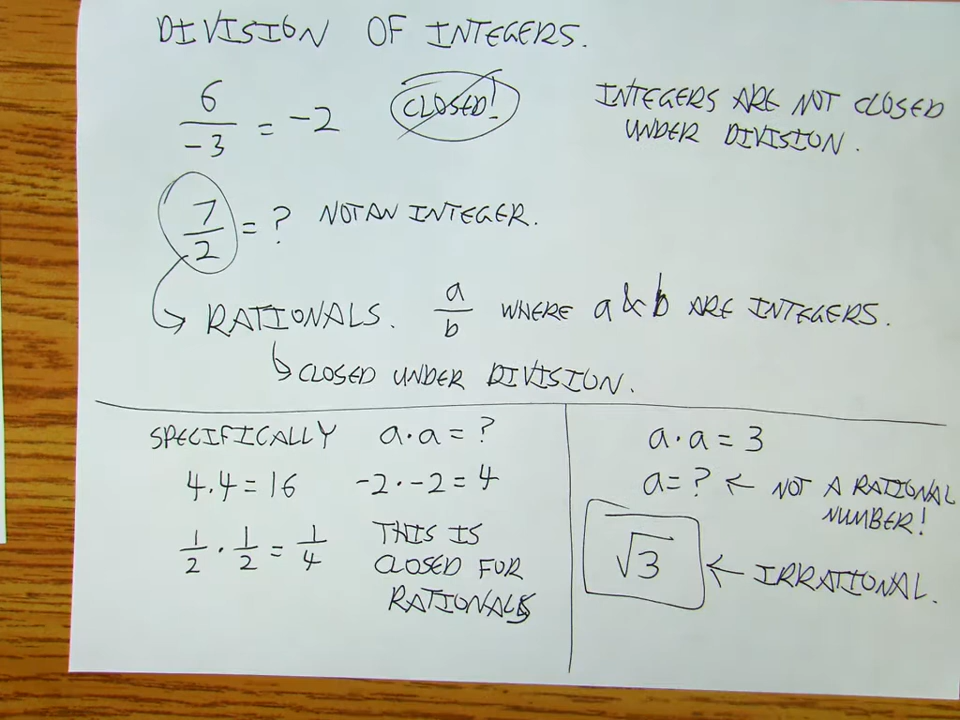 DIVISION OF INTEGERS.
6/-3 = -2 CLOSED!
INTEGERS ARE NOT CLOSED
UNDER DIVISION.
7/2 = ? NOT AN INTEGER.
RATIONALS. a/b WHERE a & b ARE INTEGERS.
CLOSED UNDER DIVISION.
SPECIFICALLY a·a = ?
4·4 = 16 -2·-2 = 4
1/2 · 1/2 = 1/4
THIS IS
CLOSED FOR
RATIONALS
a·a = 3
a = ? ← NOT A RATIONAL
NUMBER!
√3 ← IRRATIONAL.